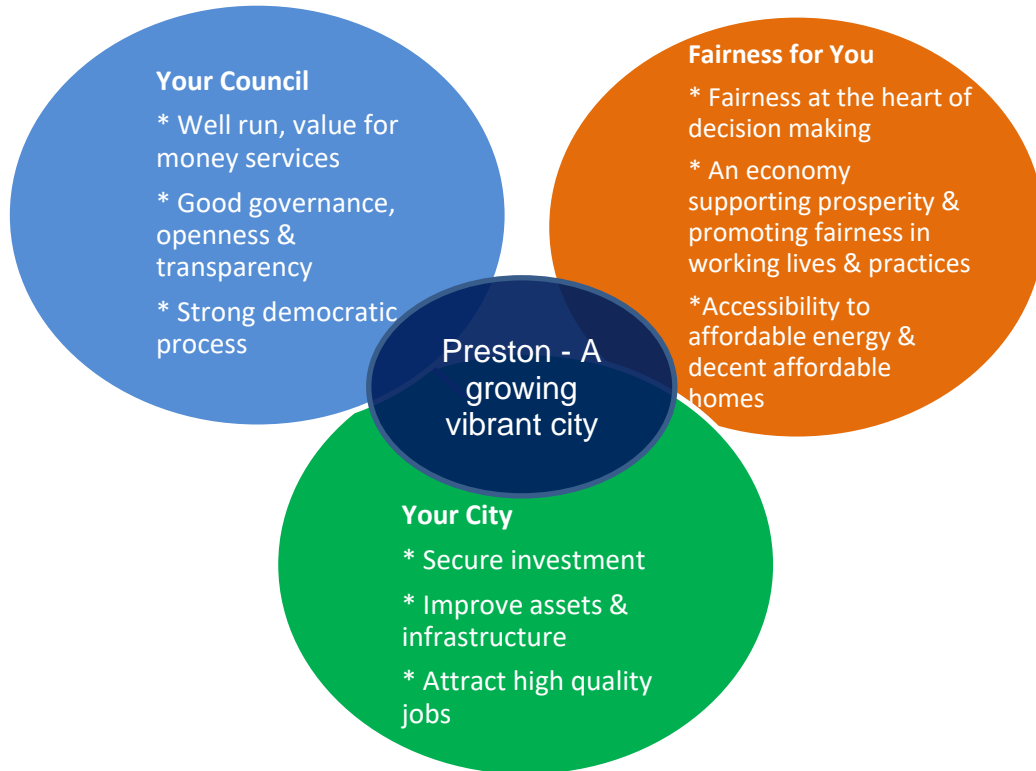 Your Council
* Well run, value for
money services
* Good governance,
openness &
transparency
* Strong democratic
process
Fairness for You
* Fairness at the heart of
decision making
* An economy
supporting prosperity &
promoting fairness in
working lives & practices
*Accessibility to
affordable energy &
decent affordable
homes
Preston - A
growing
vibrant city
Your City
* Secure investment
* Improve assets &
infrastructure
* Attract high quality
jobs